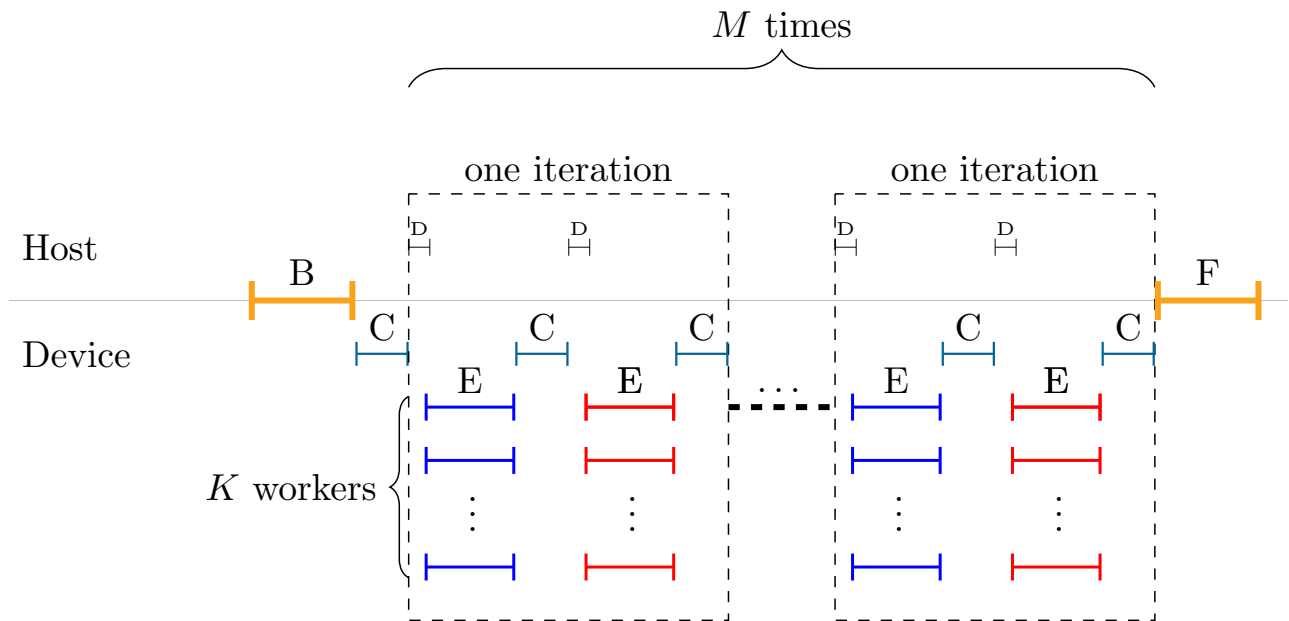 M times
one iteration one iteration
D D D D
Host
B F
C C C C C
Device
E E E E
. . .
K workers